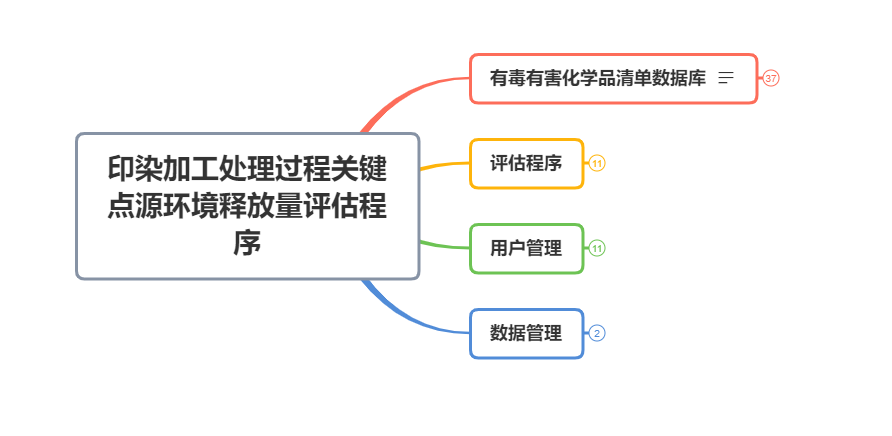 印染加工处理过程关键
点源环境释放量评估程
序
有毒有害化学品清单数据库
37
评估程序
11
用户管理
11
数据管理
2